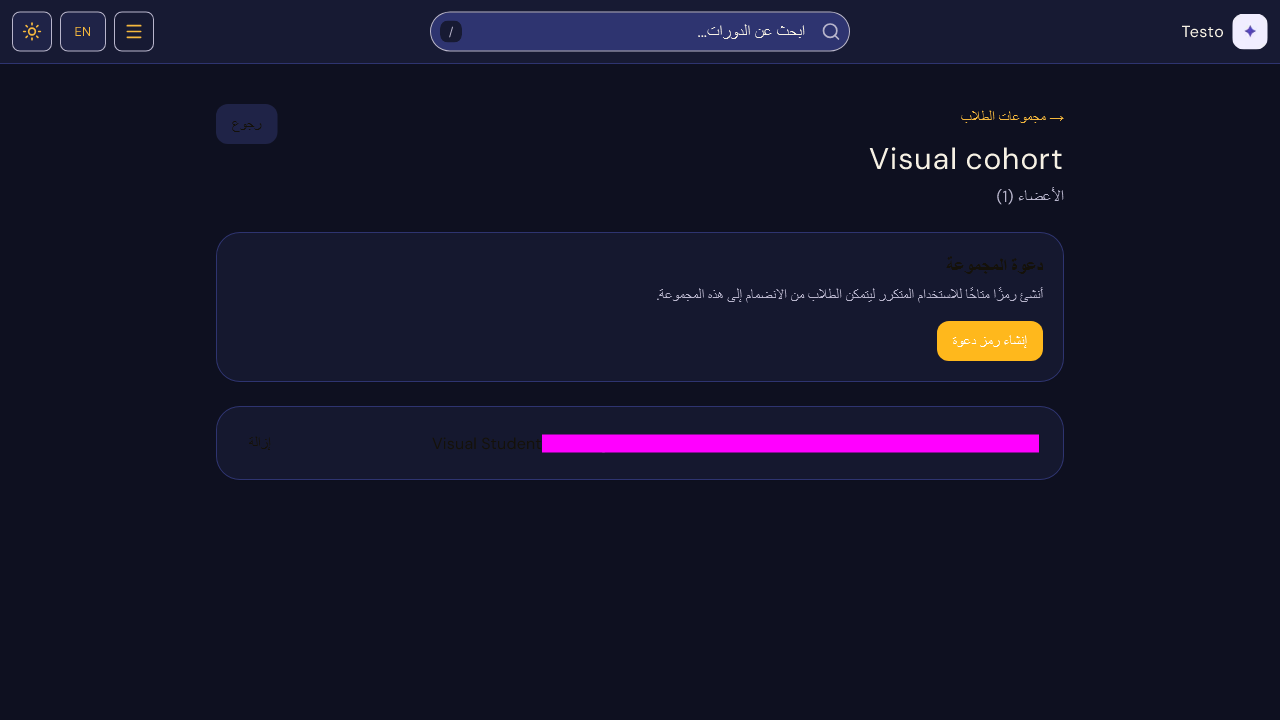 Testo
ابحث عن الدورات...
/
EN
→ مجموعات الطلاب
رجوع
Visual cohort
الأعضاء (1)
دعوة المجموعة
أنشئ رمزًا متاحًا للاستخدام المتكرر ليتمكن الطلاب من الانضمام إلى هذه المجموعة.
إنشاء رمز دعوة
Visual Student
إزالة